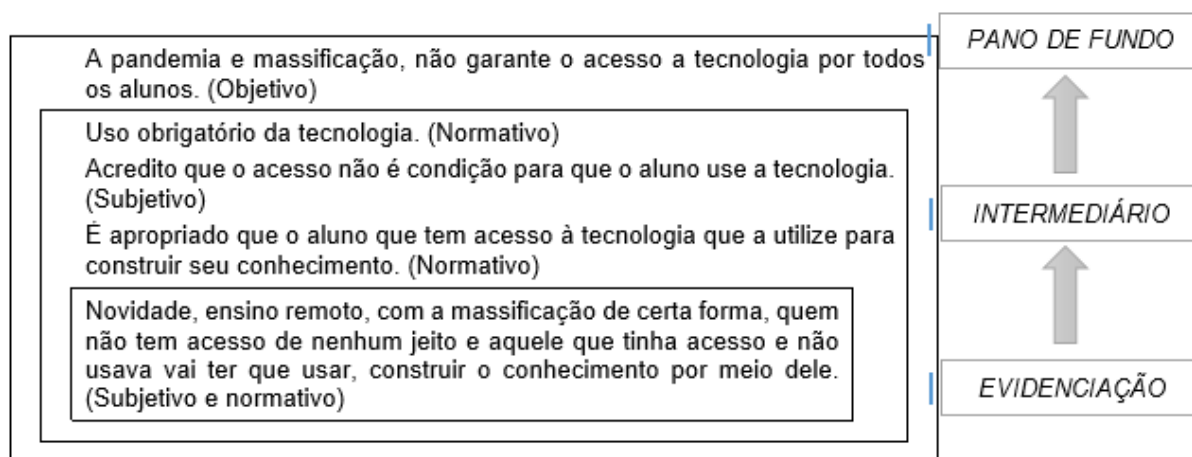 PANO DE FUNDO
A pandemia e massificação, não garante o acesso a tecnologia por todos
os alunos. (Objetivo)
Uso obrigatório da tecnologia. (Normativo)
Acredito que o acesso não é condição para que o aluno use a tecnologia.
(Subjetivo)
INTERMEDIÁRIO
É apropriado que o aluno que tem acesso à tecnologia que a utilize para
construir seu conhecimento. (Normativo)
Novidade, ensino remoto, com a massificação de certa forma, quem
não tem acesso de nenhum jeito e aquele que tinha acesso e não
usava vai ter que usar, construir o conhecimento por meio dele.
(Subjetivo e normativo)
EVIDENCIAÇÃO